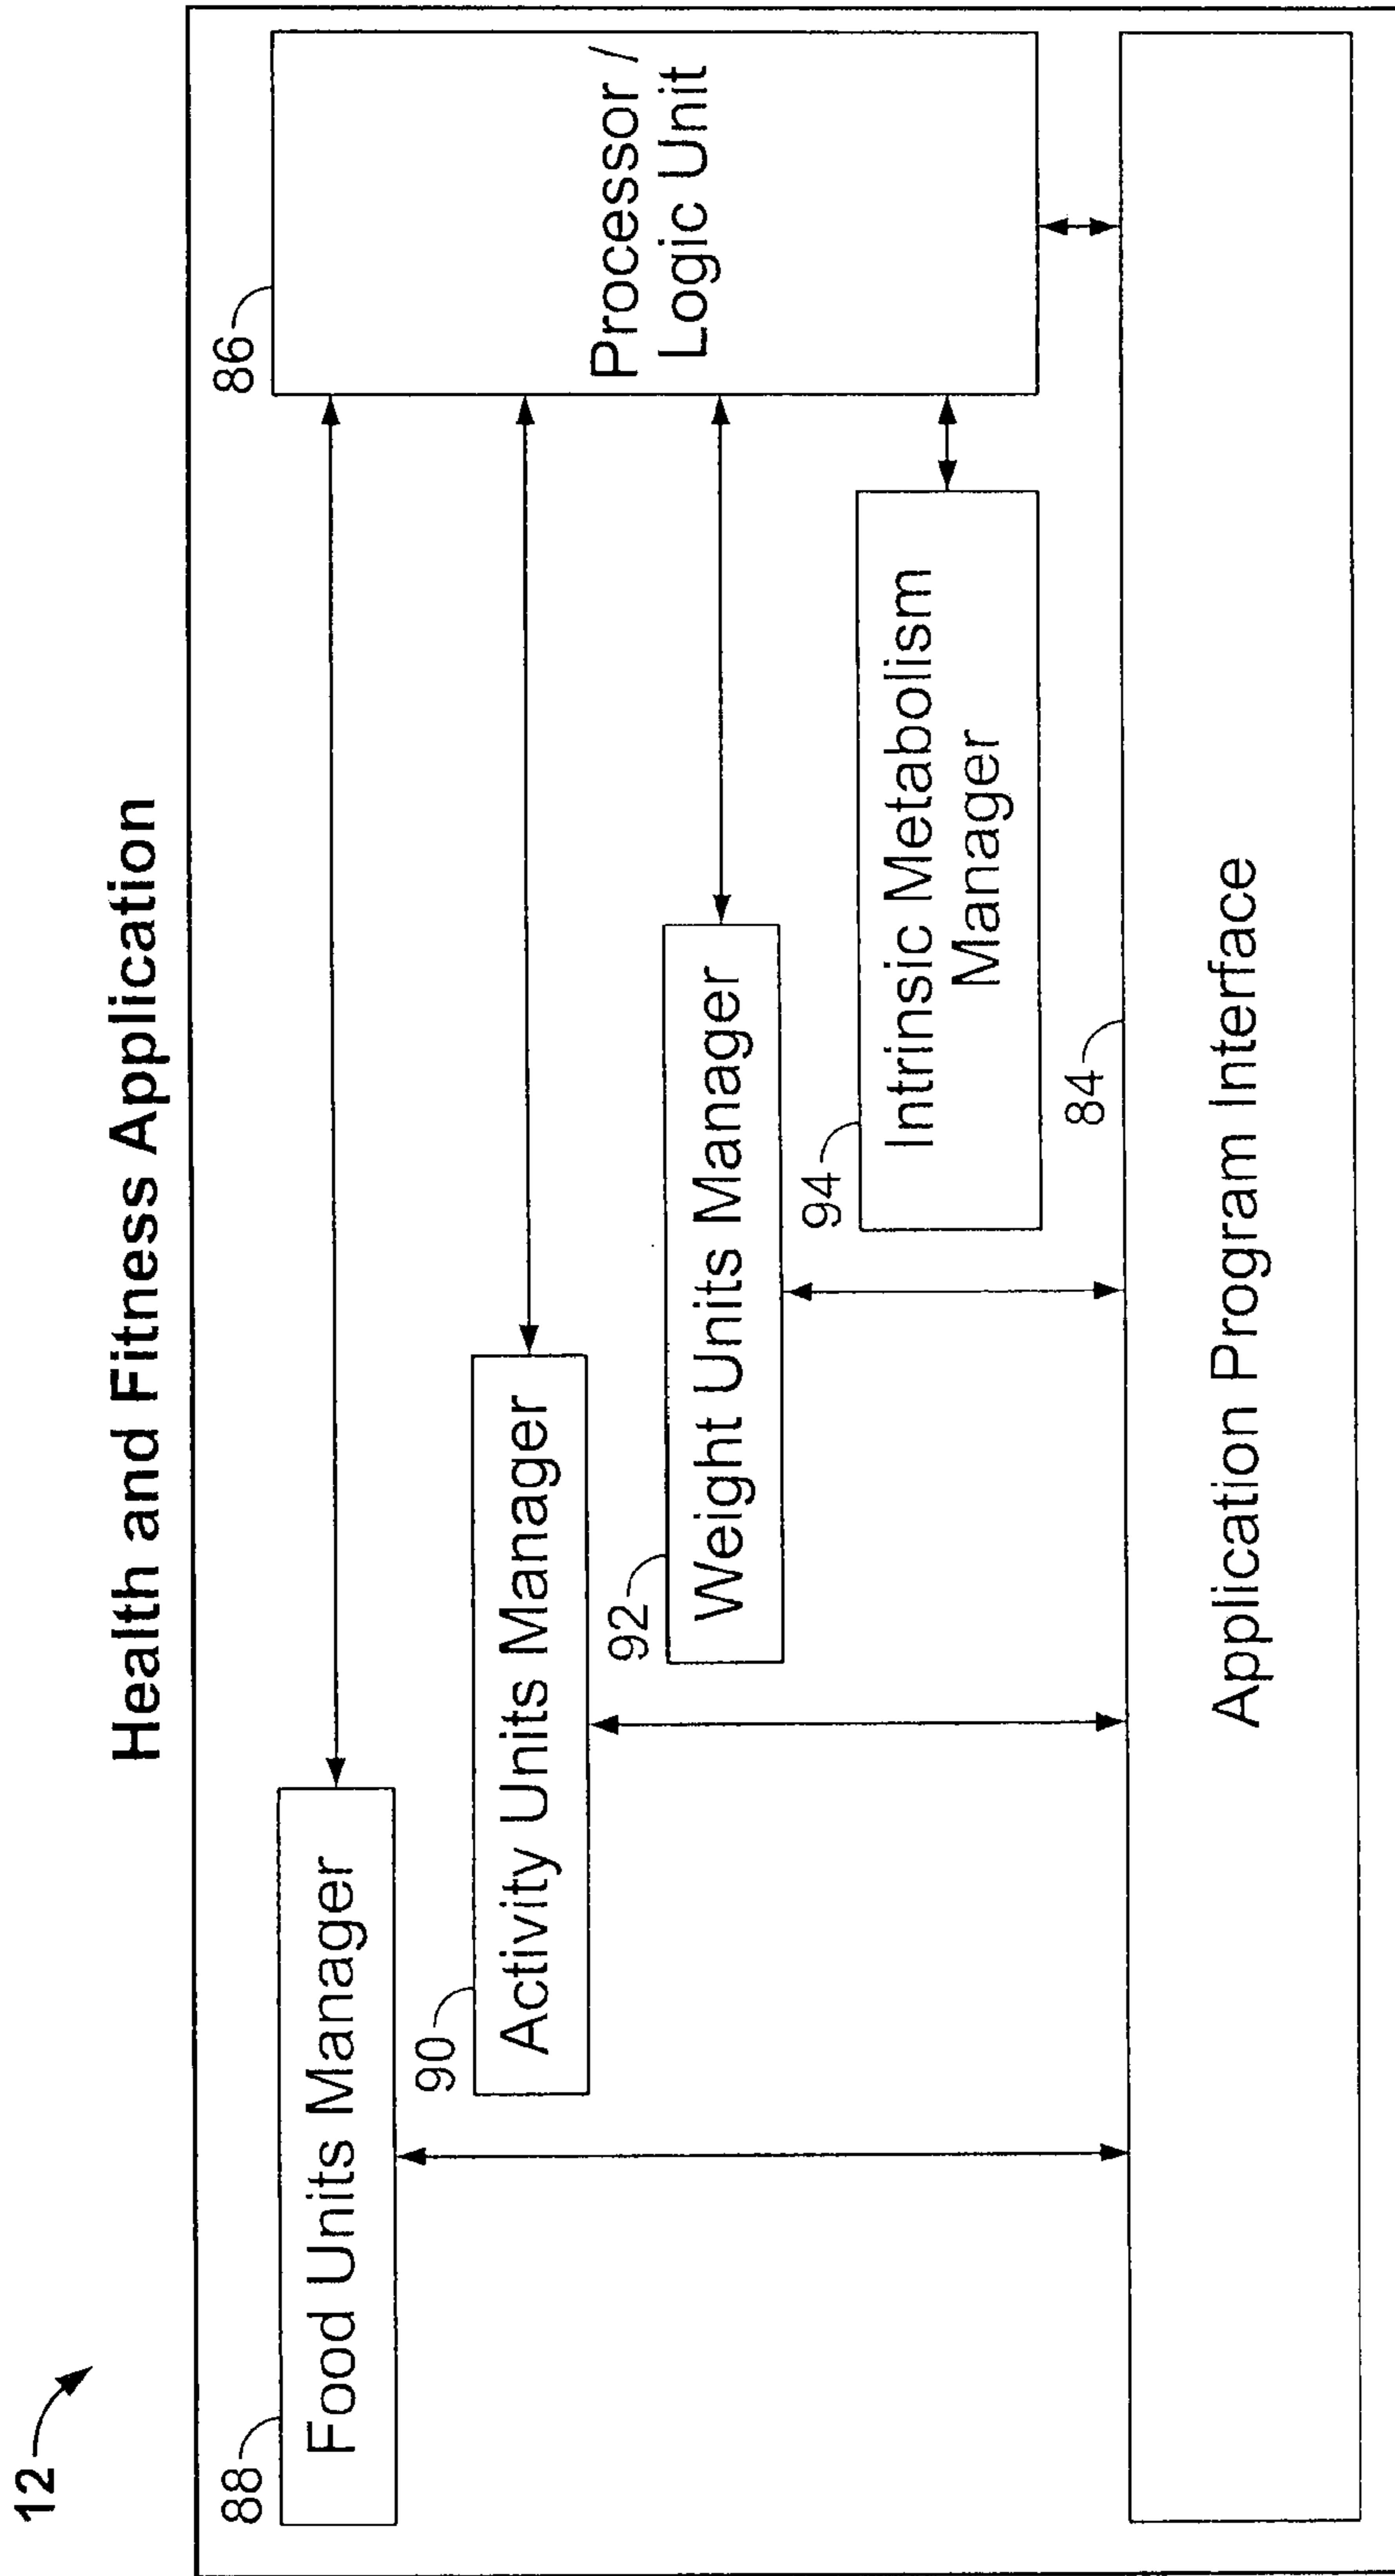 12
Health and Fitness Application
88
Food Units Manager
86
Processor /
Logic Unit
90
Activity Units Manager
92
Weight Units Manager
94
Intrinsic Metabolism
Manager
84
Application Program Interface